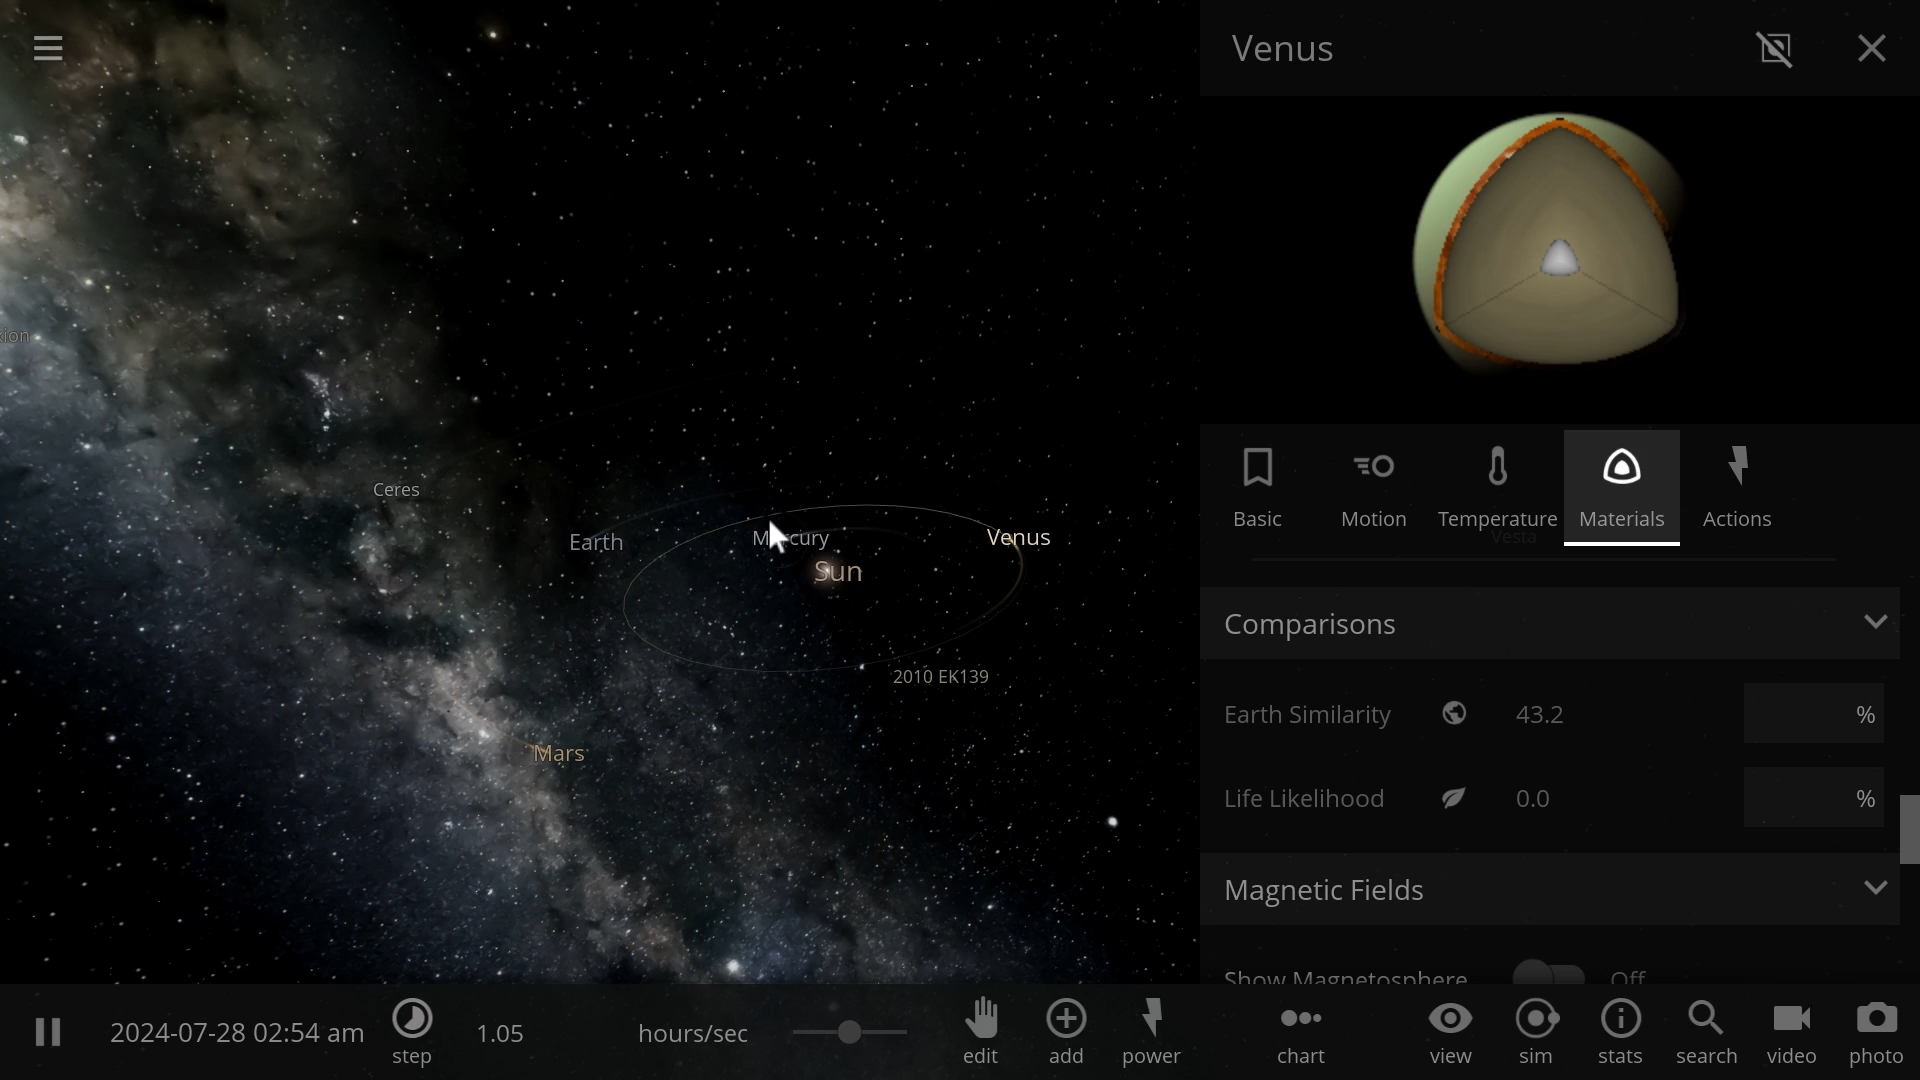 Venus
Basic
Motion
Temperature
Materials
Actions
Vesta
Comparisons
Earth Similarity 43.2 %
Life Likelihood 0.0 %
Magnetic Fields
Show Magnetosphere Off
Ceres
Earth
Mercury
Venus
Sun
2010 EK139
Mars
2024-07-28 02:54 am
step
1.05
hours/sec
edit
add
power
chart
view
sim
stats
search
video
photo